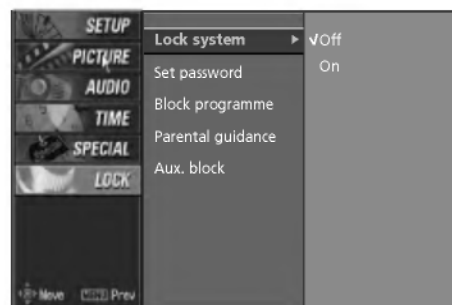 SETUP
PICTURE
AUDIO
TIME
SPECIAL
LOCK
Move MENU Prev
Lock system
Set password
Block programme
Parental guidance
Aux. block
√Off
On